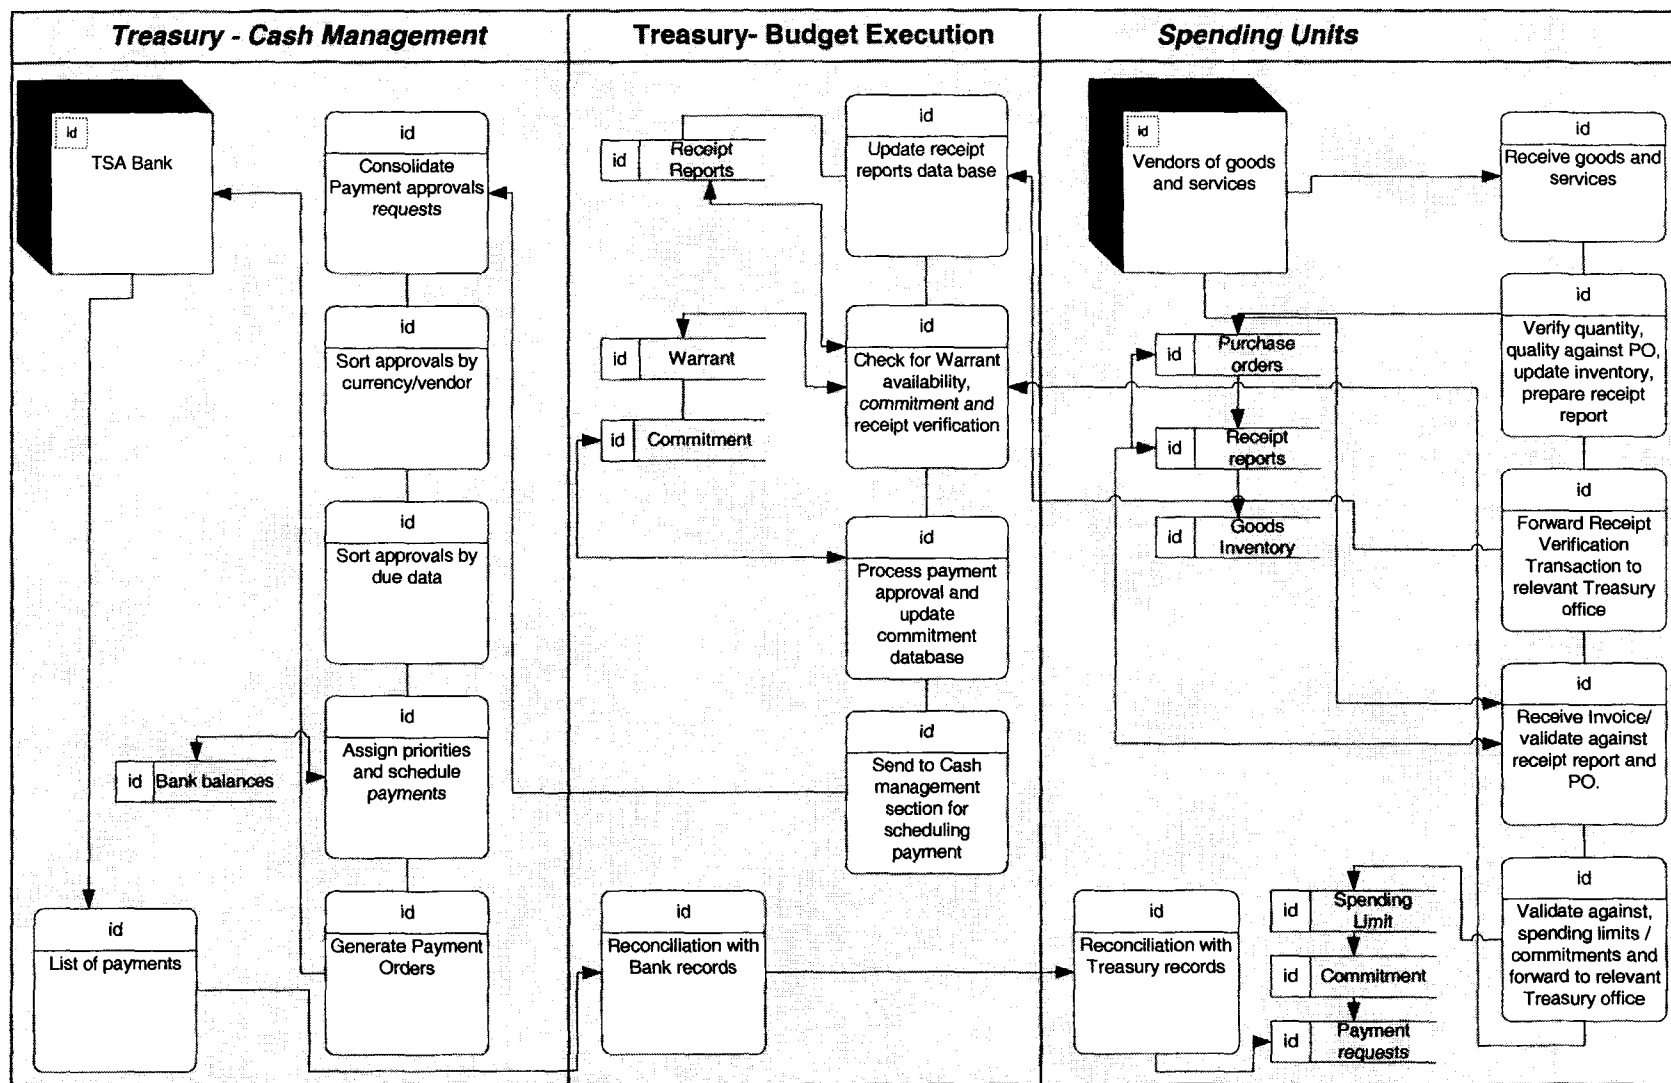 Treasury - Cash Management
Treasury- Budget Execution
Spending Units
id
TSA Bank
id
Consolidate
Payment approvals
requests
id
Sort approvals by
currency/vendor
id
Sort approvals by
due data
id
Assign priorities
and schedule
payments
id Bank balances
id
Generate Payment
Orders
id
List of payments
id
Receipt
Reports
id
Update receipt
reports data base
id Warrant
id Commitment
id
Check for Warrant
availability,
commitment and
receipt verification
id
Process payment
approval and
update
commitment
database
id
Send to Cash
management
section for
scheduling
payment
id
Reconciliation with
Bank records
id
Vendors of goods
and services
id
Receive goods and
services
id
Purchase
orders
id
Receipt
reports
id
Goods
Inventory
id
Verify quantity,
quality against PO,
update inventory,
prepare receipt
report
id
Forward Receipt
Verification
Transaction to
relevant Treasury
office
id
Receive Invoice/
validate against
receipt report and
PO.
id
Validate against,
spending limits /
commitments and
forward to relevant
Treasury office
id
Spending
Limit
id Commitment
id
Payment
requests
id
Reconciliation with
Treasury records